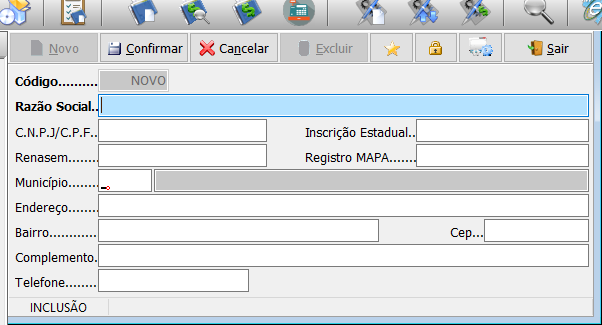 Novo Confirmar Cancelar Excluir Sair
Código.......... NOVO
Razão Social..
C.N.P.J/C.P.F.. Inscrição Estadual..
Renasem......... Registro MAPA.......
Município........
Endereço........
Bairro............ Cep...
Complemento.
Telefone........
INCLUSÃO